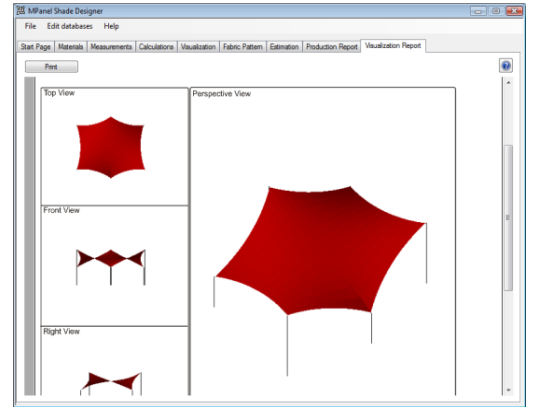 MPanel Shade Designer
File Edit databases Help
Start Page Materials Measurements Calculations Visualization Fabric Pattern Estimation Production Report Visualization Report
Print
Top View
Perspective View
Front View
Right View